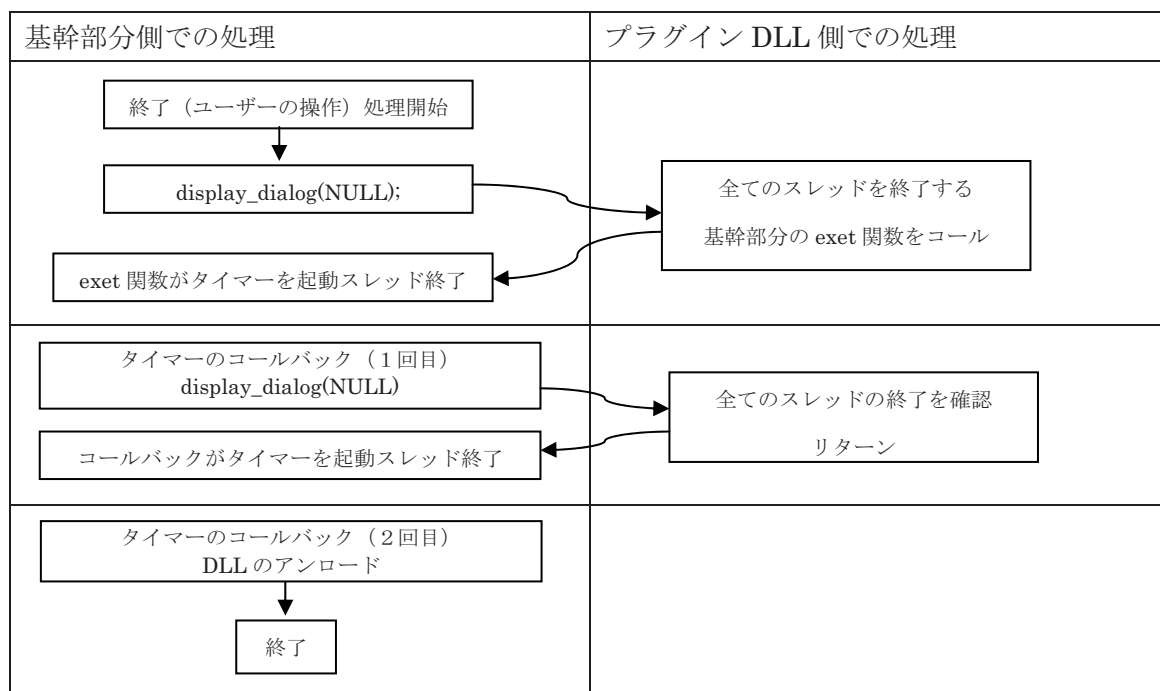 基幹部分側での処理
プラグイン DLL 側での処理
終了（ユーザーの操作）処理開始
display_dialog(NULL);
全てのスレッドを終了する
基幹部分の exet 関数をコール
exet 関数がタイマーを起動スレッド終了
タイマーのコールバック（１回目）
display_dialog(NULL)
全てのスレッドの終了を確認
リターン
コールバックがタイマーを起動スレッド終了
タイマーのコールバック（２回目）
DLL のアンロード
終了